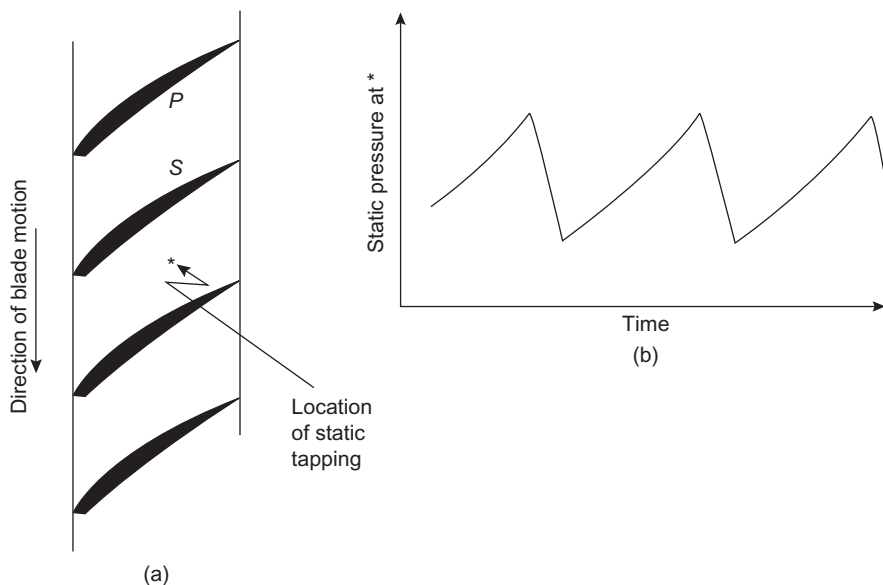 P
S
*
Direction of blade motion
Location
of static
tapping
(a)
Static pressure at *
Time
(b)